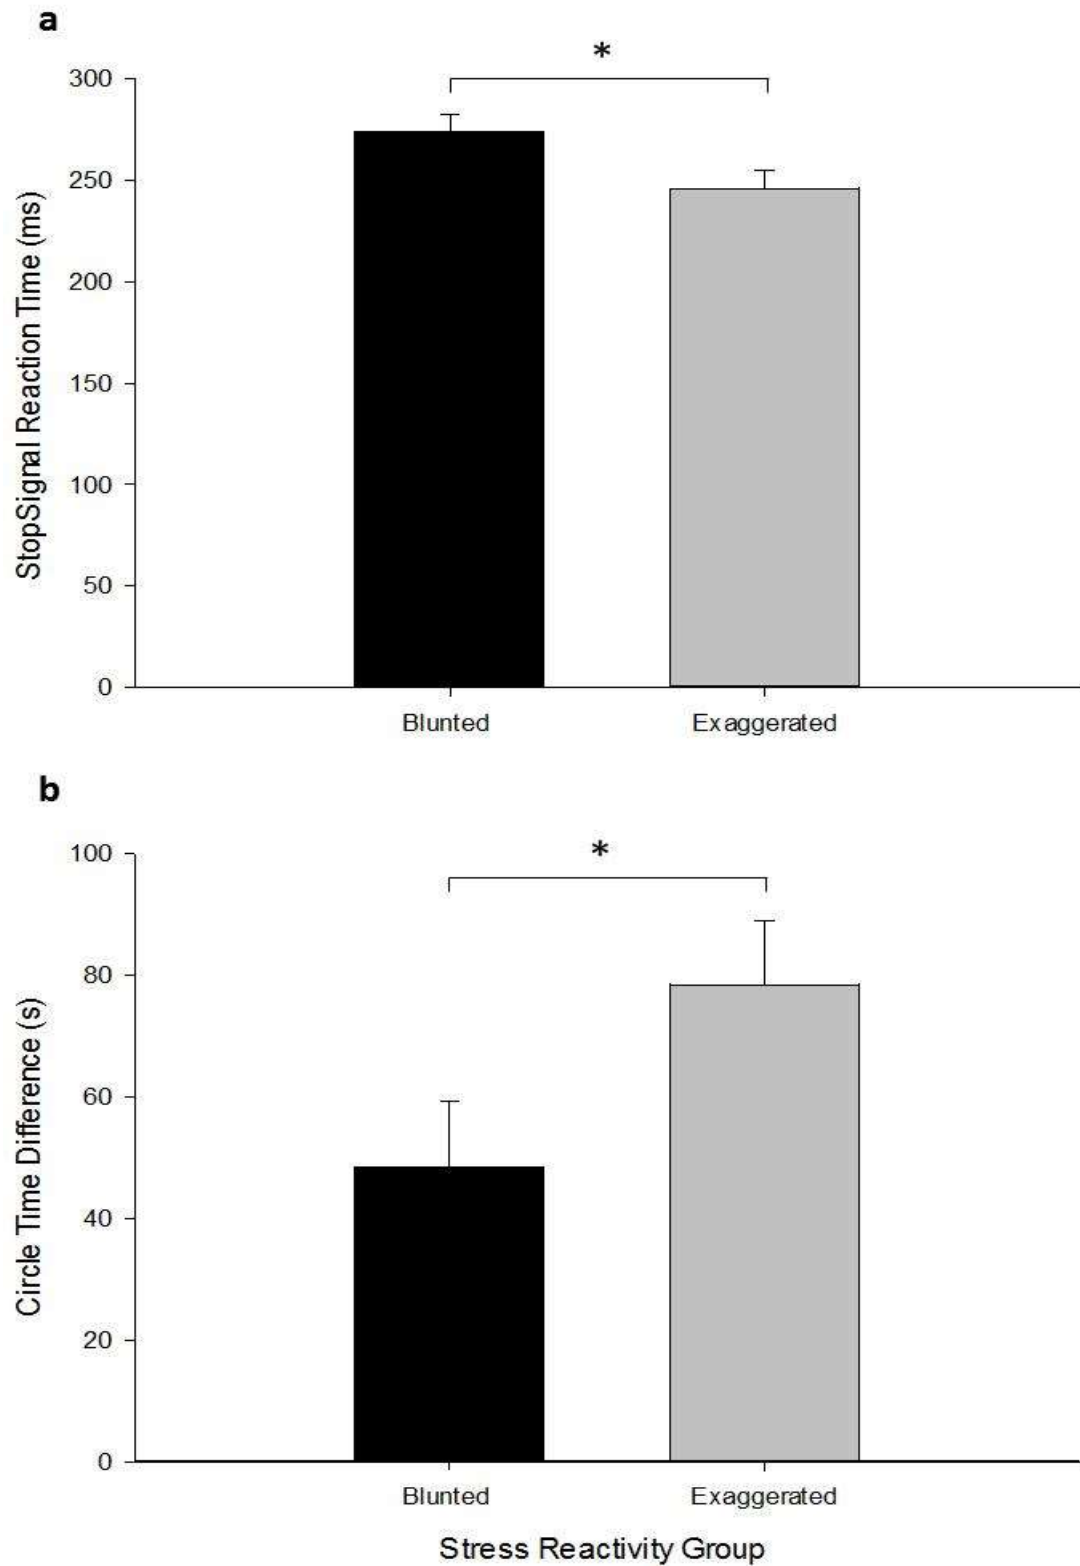 a
*
300
250
200
150
100
50
0
StopSignal Reaction Time (ms)
Blunted Exaggerated
b
*
100
80
60
40
20
0
Circle Time Difference (s)
Blunted Exaggerated
Stress Reactivity Group